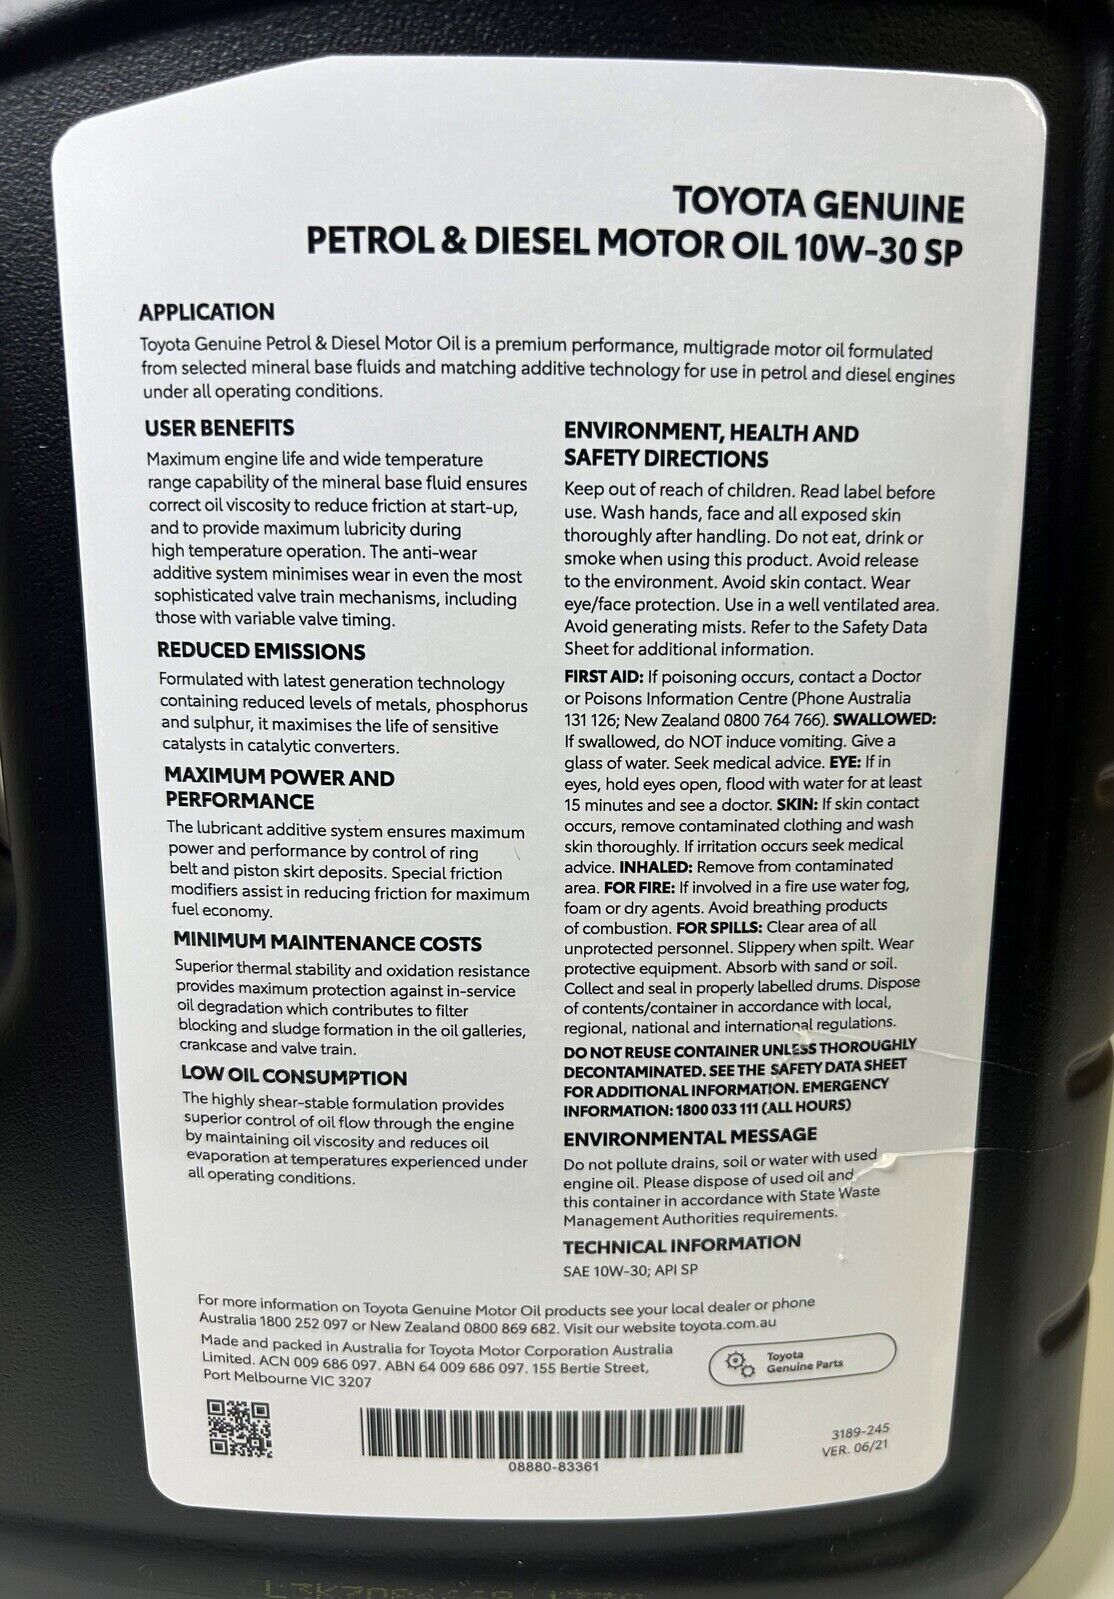 TOYOTA GENUINE
PETROL & DIESEL MOTOR OIL 10W-30 SP
APPLICATION
Toyota Genuine Petrol & Diesel Motor Oil is a premium performance, multigrade motor oil formulated
from selected mineral base fluids and matching additive technology for use in petrol and diesel engines
under all operating conditions.
USER BENEFITS
Maximum engine life and wide temperature
range capability of the mineral base fluid ensures
correct oil viscosity to reduce friction at start-up,
and to provide maximum lubricity during
high temperature operation. The anti-wear
additive system minimises wear in even the most
sophisticated valve train mechanisms, including
those with variable valve timing.
REDUCED EMISSIONS
Formulated with latest generation technology
containing reduced levels of metals, phosphorus
and sulphur, it maximises the life of sensitive
catalysts in catalytic converters.
MAXIMUM POWER AND
PERFORMANCE
The lubricant additive system ensures maximum
power and performance by control of ring
belt and piston skirt deposits. Special friction
modifiers assist in reducing friction for maximum
fuel economy.
MINIMUM MAINTENANCE COSTS
Superior thermal stability and oxidation resistance
provides maximum protection against in-service
oil degradation which contributes to filter
blocking and sludge formation in the oil galleries,
crankcase and valve train.
LOW OIL CONSUMPTION
The highly shear-stable formulation provides
superior control of oil flow through the engine
by maintaining oil viscosity and reduces oil
evaporation at temperatures experienced under
all operating conditions.
ENVIRONMENT, HEALTH AND
SAFETY DIRECTIONS
Keep out of reach of children. Read label before
use. Wash hands, face and all exposed skin
thoroughly after handling. Do not eat, drink or
smoke when using this product. Avoid release
to the environment. Avoid skin contact. Wear
eye/face protection. Use in a well ventilated area.
Avoid generating mists. Refer to the Safety Data
Sheet for additional information.
FIRST AID: If poisoning occurs, contact a Doctor
or Poisons Information Centre (Phone Australia
131 126; New Zealand 0800 764 766). SWALLOWED:
If swallowed, do NOT induce vomiting. Give a
glass of water. Seek medical advice. EYE: If in
eyes, hold eyes open, flood with water for at least
15 minutes and see a doctor. SKIN: If skin contact
occurs, remove contaminated clothing and wash
skin thoroughly. If irritation occurs seek medical
advice. INHALED: Remove from contaminated
area. FOR FIRE: If involved in a fire use water fog,
foam or dry agents. Avoid breathing products
of combustion. FOR SPILLS: Clear area of all
unprotected personnel. Slippery when spilt. Wear
protective equipment. Absorb with sand or soil.
Collect and seal in properly labelled drums. Dispose
of contents/container in accordance with local,
regional, national and international regulations.
DO NOT REUSE CONTAINER UNLESS THOROUGHLY
DECONTAMINATED. SEE THE SAFETY DATA SHEET
FOR ADDITIONAL INFORMATION. EMERGENCY
INFORMATION: 1800 033 111 (ALL HOURS)
ENVIRONMENTAL MESSAGE
Do not pollute drains, soil or water with used
engine oil. Please dispose of used oil and
this container in accordance with State Waste
Management Authorities requirements.
TECHNICAL INFORMATION
SAE 10W-30; API SP
For more information on Toyota Genuine Motor Oil products see your local dealer or phone
Australia 1800 252 097 or New Zealand 0800 869 682. Visit our website toyota.com.au
Made and packed in Australia for Toyota Motor Corporation Australia
Limited. ACN 009 686 097. ABN 64 009 686 097. 155 Bertie Street,
Port Melbourne VIC 3207
Toyota
Genuine Parts
08880-83361
3189-245
VER. 06/21